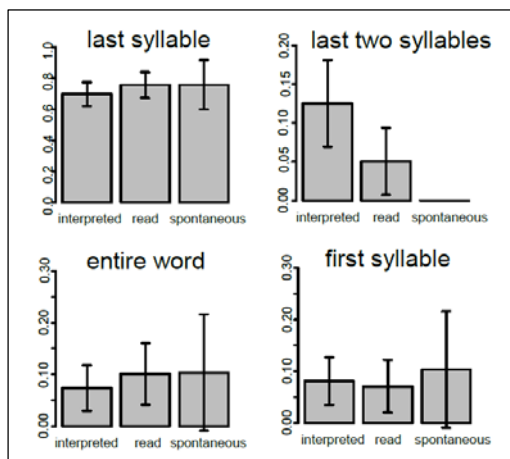 last syllable
1.0
0.8
0.6
0.4
0.2
0.0
interpreted read spontaneous
last two syllables
0.20
0.15
0.10
0.05
0.00
interpreted read spontaneous
entire word
0.30
0.20
0.10
0.00
interpreted read spontaneous
first syllable
0.30
0.20
0.10
0.00
interpreted read spontaneous